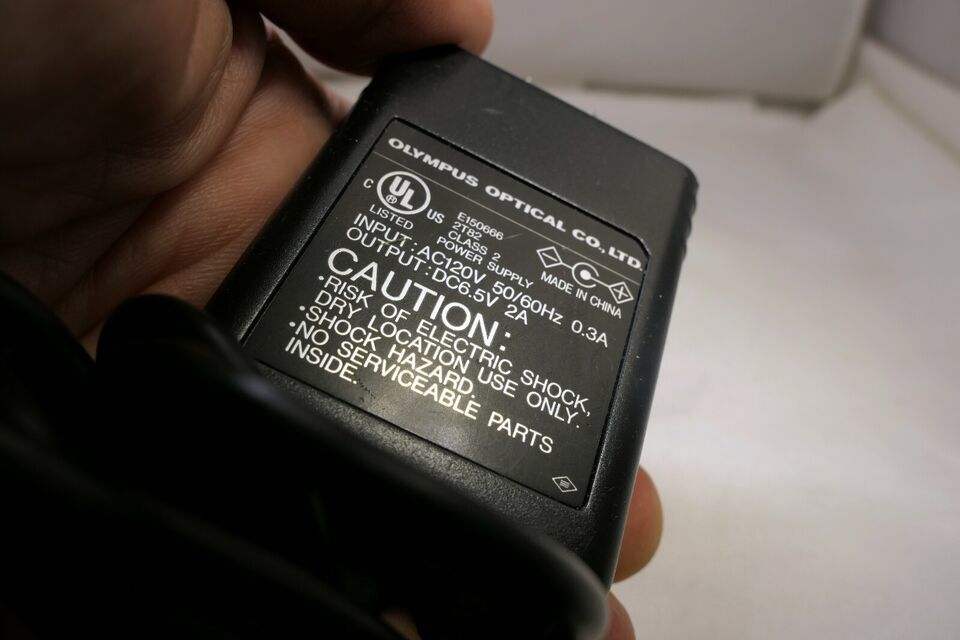 OLYMPUS OPTICAL CO., LTD.
C UL ® US
LISTED
E150666
2T82
CLASS 2
POWER SUPPLY
MADE IN CHINA
INPUT : AC120V 50/60Hz 0.3A
OUTPUT : DC6.5V 2A
CAUTION:
·RISK OF ELECTRIC SHOCK,
DRY LOCATION USE ONLY.
·SHOCK HAZARD.
·NO SERVICEABLE PARTS
INSIDE.